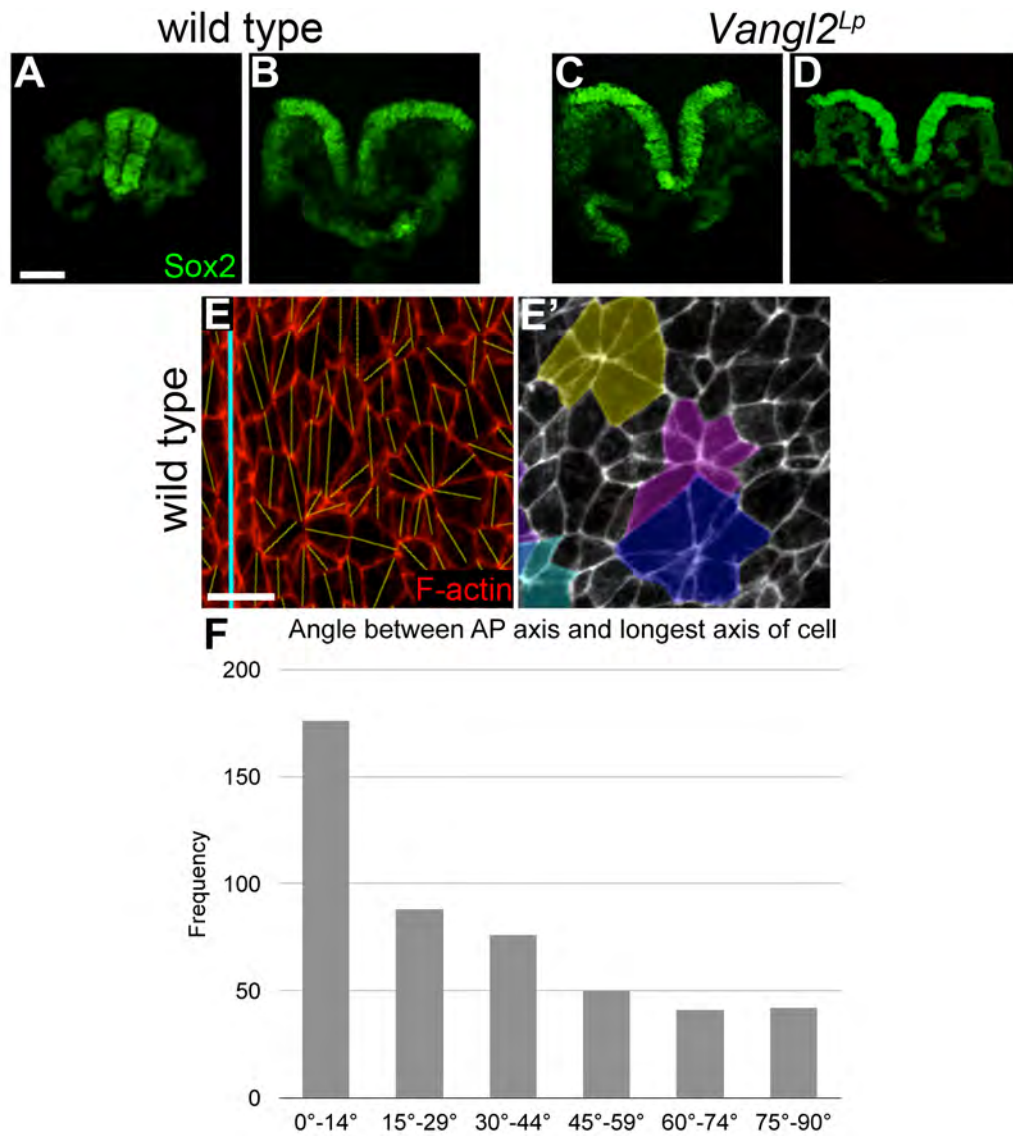 wild type
Vangl2Lp
A
B
C
D
Sox2
wild type
E
E’
F-actin
F
Angle between AP axis and longest axis of cell
Frequency
200
150
100
50
0
0°-14° 15°-29° 30°-44° 45°-59° 60°-74° 75°-90°